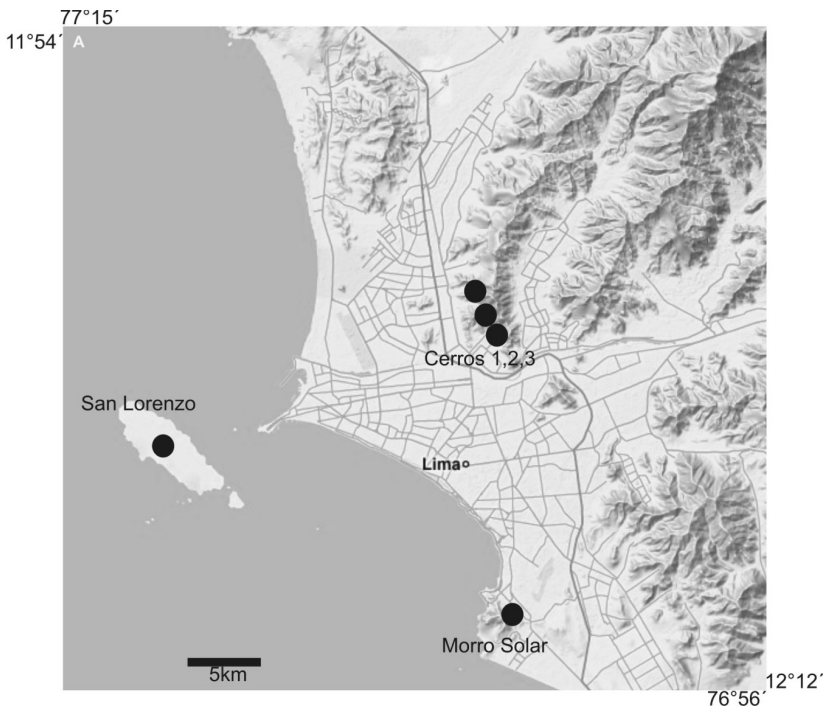 77°15´
11°54´
A
Cerros 1,2,3
San Lorenzo
Lima
Morro Solar
5km
12°12´
76°56´